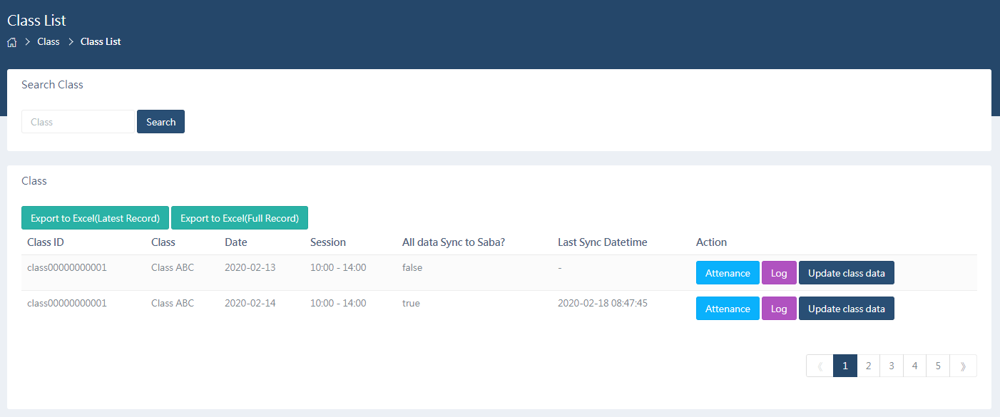 Class List
Class Class List
Search Class
Class Search
Class
Export to Excel(Latest Record) Export to Excel(Full Record)
Class ID Class Date Session All data Sync to Saba? Last Sync Datetime Action
class00000000001 Class ABC 2020-02-13 10:00 - 14:00 false - Attenance Log Update class data
class00000000001 Class ABC 2020-02-14 10:00 - 14:00 true 2020-02-18 08:47:45 Attenance Log Update class data
《 1 2 3 4 5 》